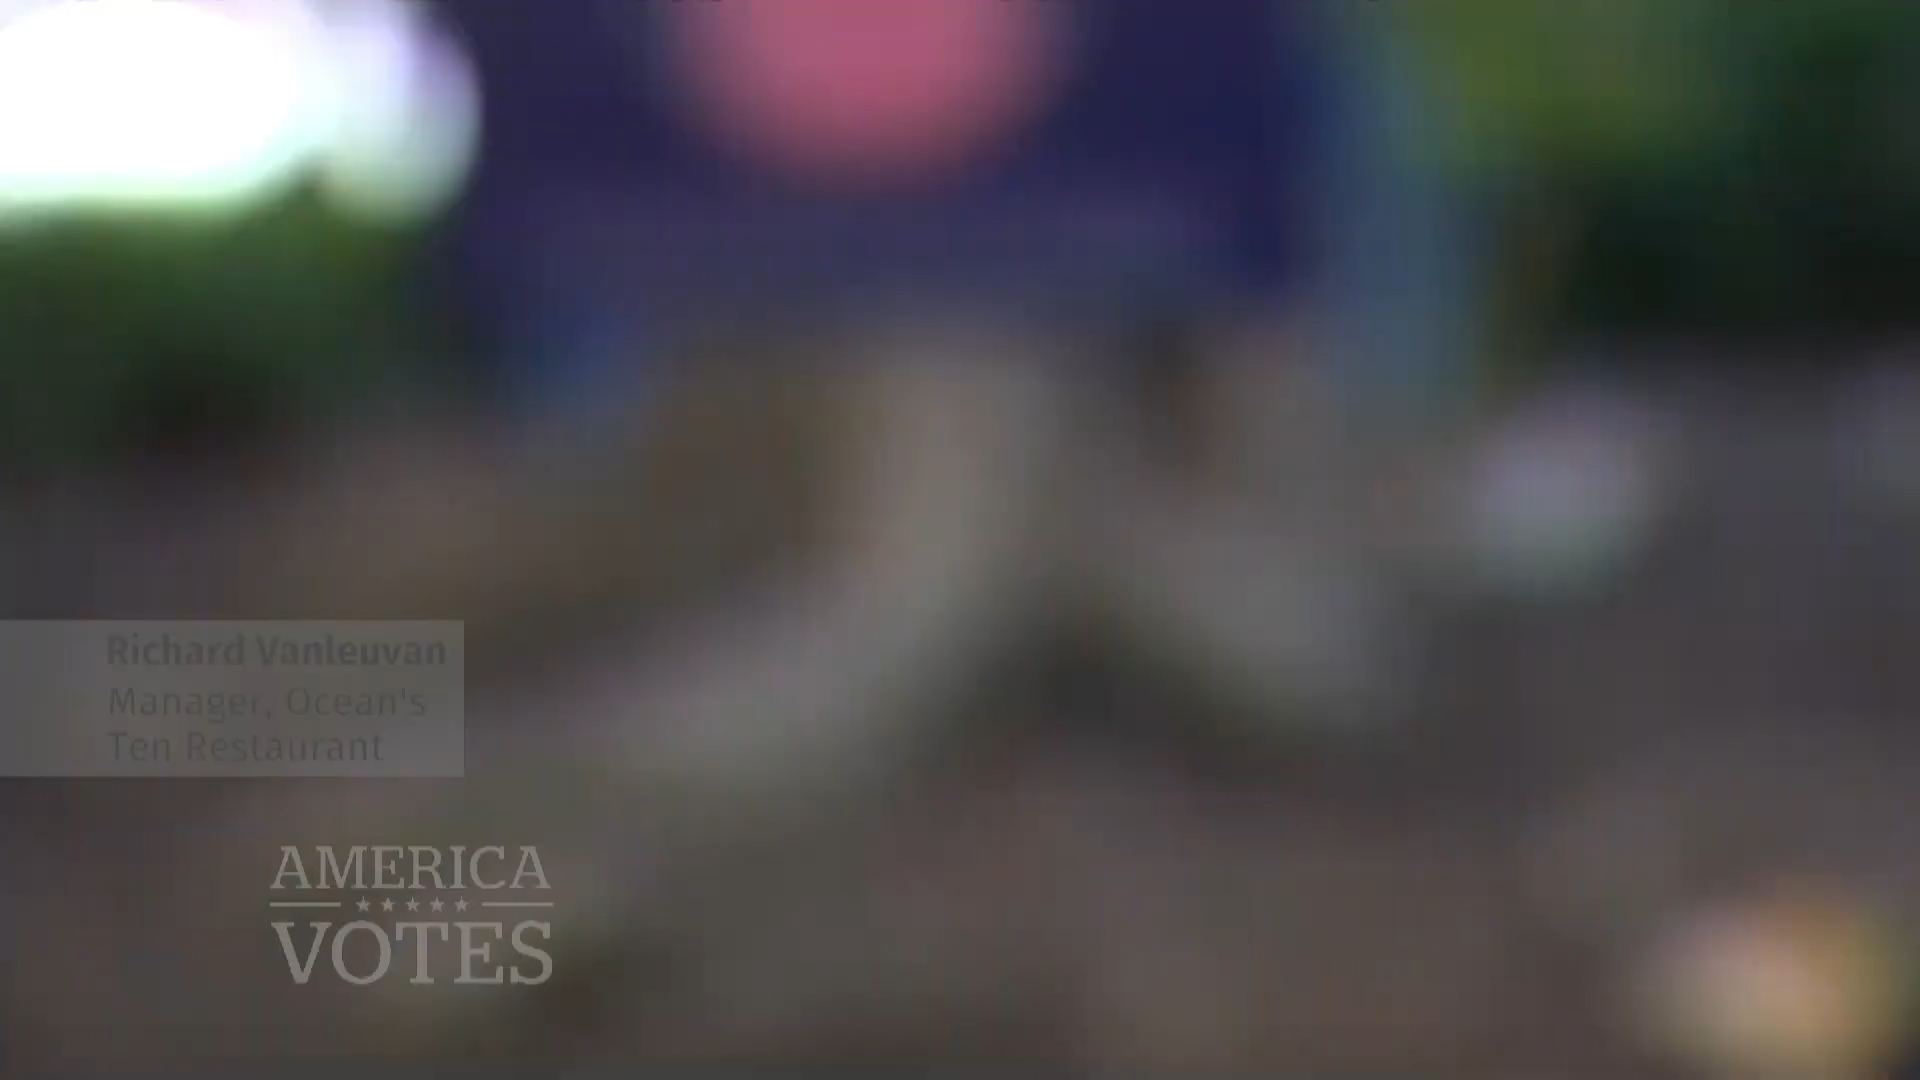 Richard Vanleuvan
Manager, Ocean's
Ten Restaurant
AMERICA
VOTES